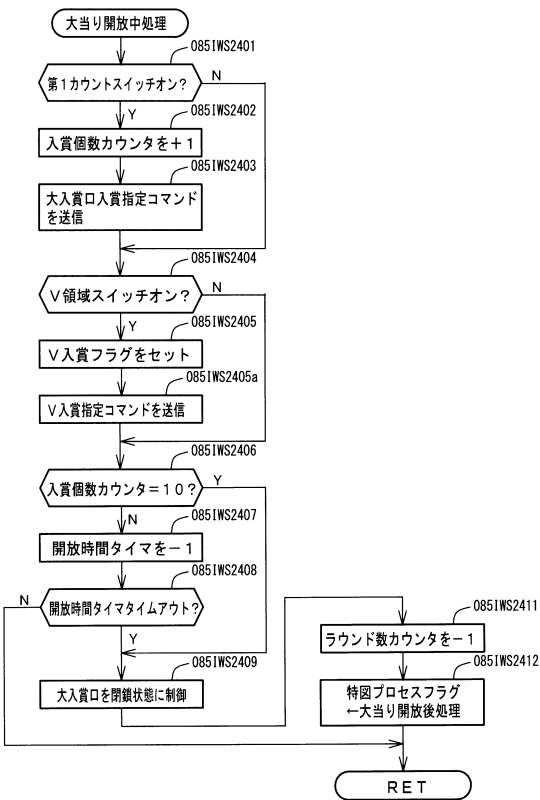 大当り開放中処理
085IWS2401
第1カウントスイッチオン?
N
Y
085IWS2402
入賞個数カウンタを+1
085IWS2403
大入賞口入賞指定コマンド
を送信
085IWS2404
V領域スイッチオン?
N
Y
085IWS2405
V入賞フラグをセット
085IWS2405a
V入賞指定コマンドを送信
085IWS2406
入賞個数カウンタ=10?
Y
N
085IWS2407
開放時間タイマを-1
085IWS2408
N
開放時間タイマタイムアウト?
Y
085IWS2409
大入賞口を閉鎖状態に制御
085IWS2411
ラウンド数カウンタを-1
085IWS2412
特図プロセスフラグ
←大当り開放後処理
RET